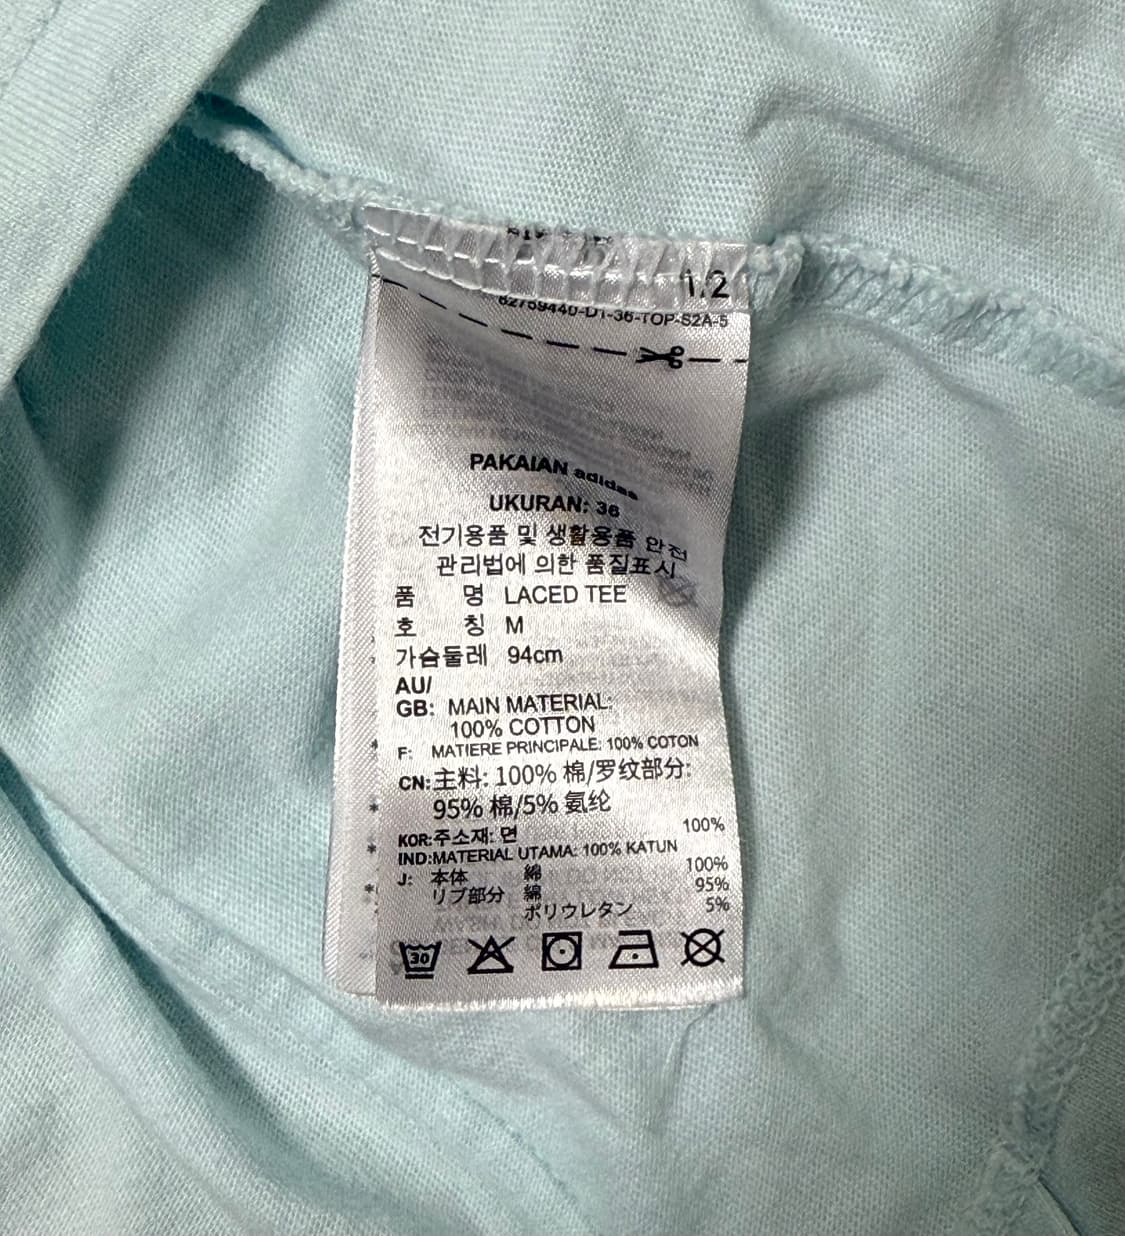 1/2
62759440-D1-36-TOP-S2A-5
PAKAIAN adidas
UKURAN: 36
전기용품 및 생활용품 안전
관리법에 의한 품질표시
품 명 LACED TEE
호 칭 M
가슴둘레 94cm
AU/
GB: MAIN MATERIAL:
100% COTTON
F: MATIERE PRINCIPALE: 100% COTON
CN:主料: 100% 棉/罗纹部分:
95% 棉/5% 氨纶
KOR:주소재: 면 100%
IND:MATERIAL UTAMA: 100% KATUN
J: 本体 綿 100%
リブ部分 綿 95%
ポリウレタン 5%
30